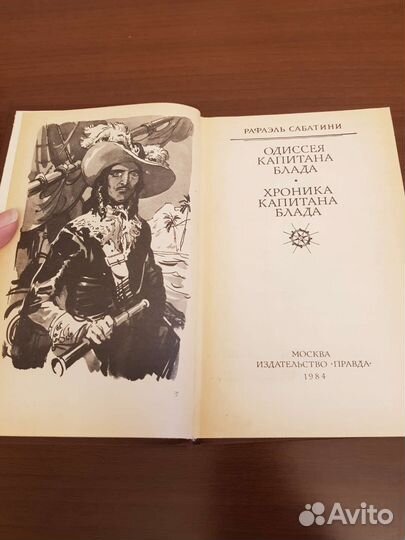 РАФАЭЛЬ САБАТИНИ
ОДИССЕЯ
КАПИТАНА
БЛАДА
•
ХРОНИКА
КАПИТАНА
БЛАДА
МОСКВА
ИЗДАТЕЛЬСТВО «ПРАВДА»
1984
Avito